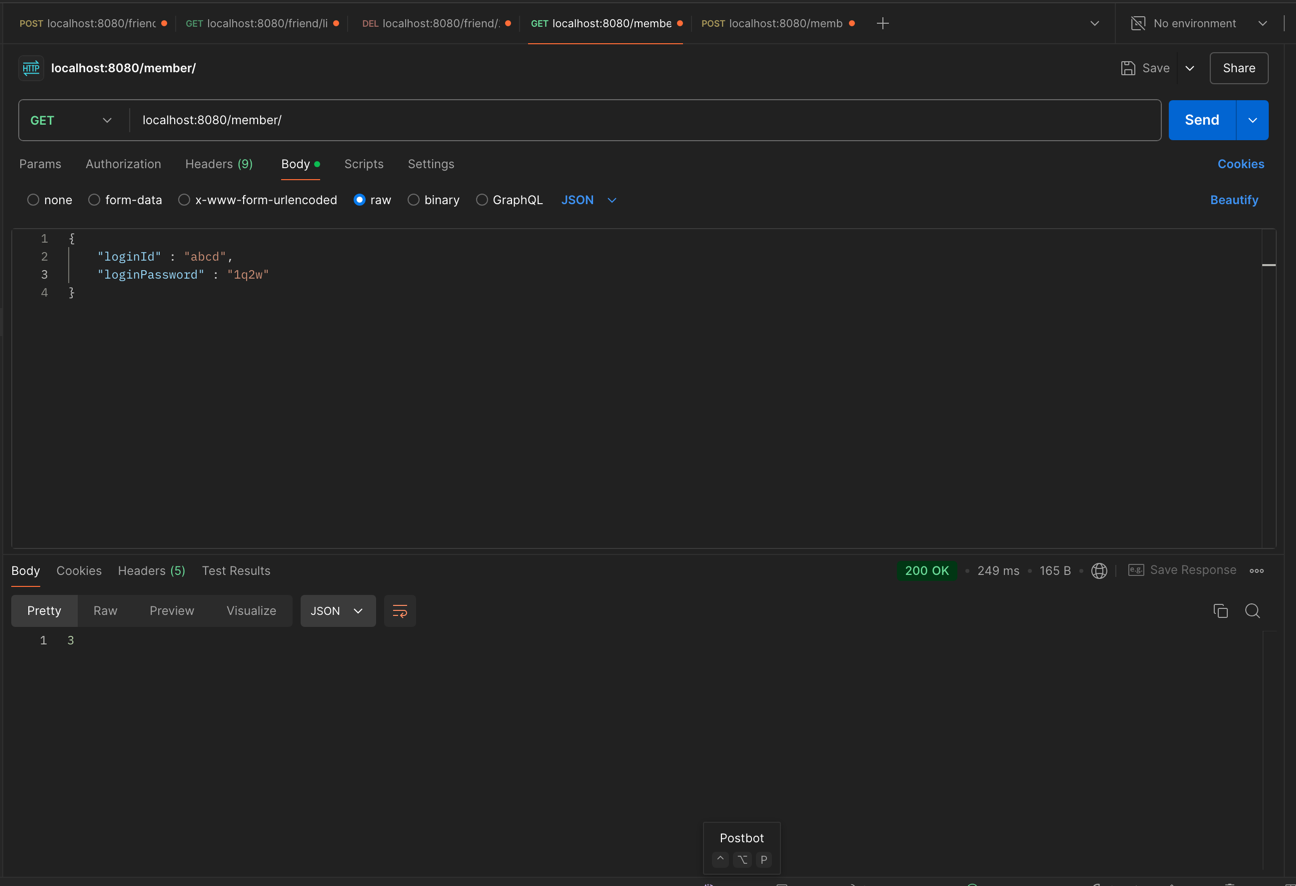 POST localhost:8080/frienc GET localhost:8080/friend/li DEL localhost:8080/friend/. GET localhost:8080/membe POST localhost:8080/memb No environment
HTTP localhost:8080/member/ Save Share
GET localhost:8080/member/ Send
Params Authorization Headers (9) Body Scripts Settings Cookies
none form-data x-www-form-urlencoded raw binary GraphQL JSON Beautify
1 {
2 "loginId" : "abcd",
3 "loginPassword" : "1q2w"
4 }
Body Cookies Headers (5) Test Results 200 OK 249 ms 165 B e.g. Save Response
Pretty Raw Preview Visualize JSON
1 3
Postbot
^ ⌥ P